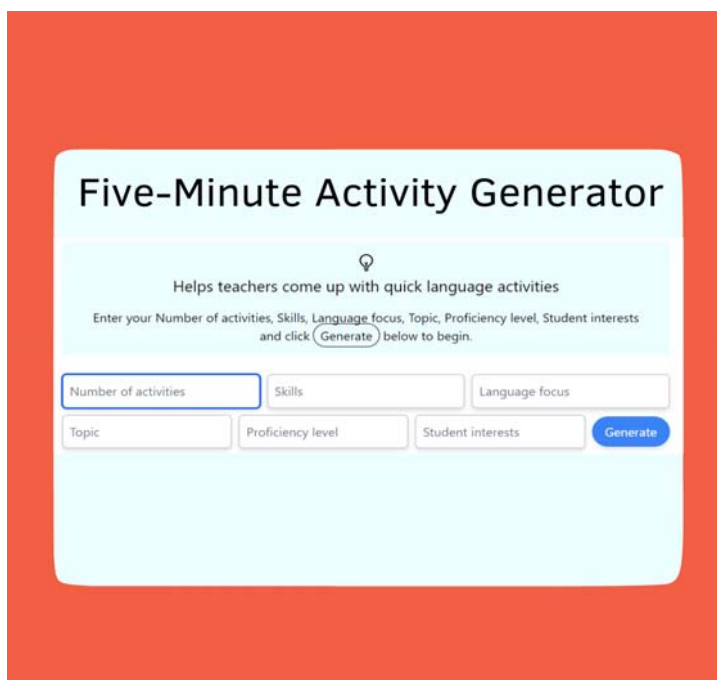 Five-Minute Activity Generator
Helps teachers come up with quick language activities
Enter your Number of activities, Skills, Language focus, Topic, Proficiency level, Student interests
and click Generate below to begin.
Number of activities Skills Language focus
Topic Proficiency level Student interests Generate